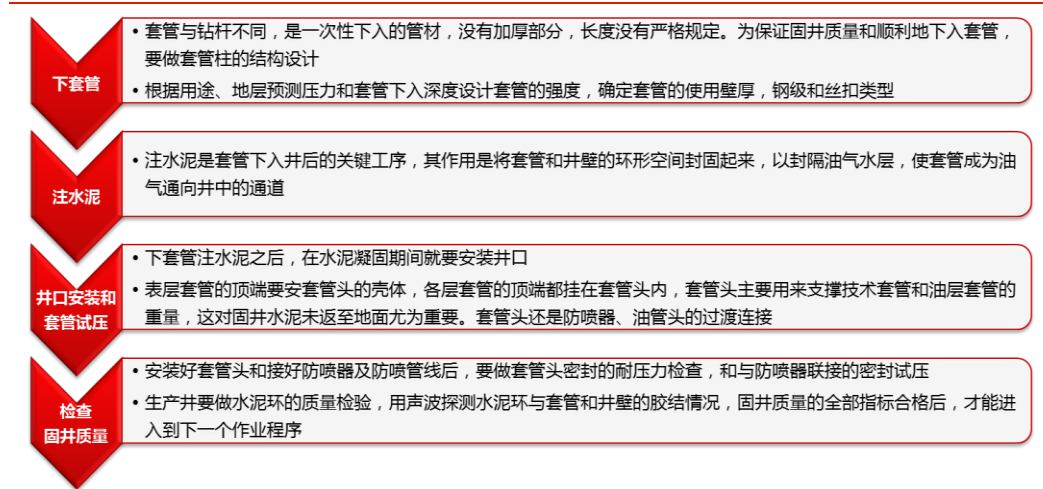 下套管
• 套管与钻杆不同，是一次性下入的管材，没有加厚部分，长度没有严格规定。为保证固井质量和顺利地下入套管，
要做套管柱的结构设计
• 根据用途、地层预测压力和套管下入深度设计套管的强度，确定套管的使用壁厚，钢级和丝扣类型
注水泥
• 注水泥是套管下入井后的关键工序，其作用是将套管和井壁的环形空间封固起来，以封隔油气水层，使套管成为油
气通向井中的通道
井口安装和
套管试压
• 下套管注水泥之后，在水泥凝固期间就要安装井口
• 表层套管的顶端要安套管头的壳体，各层套管的顶端都挂在套管头内，套管头主要用来支撑技术套管和油层套管的
重量，这对固井水泥未返至地面尤为重要。套管头还是防喷器、油管头的过渡连接
检查
固井质量
• 安装好套管头和接好防喷器及防喷管线后，要做套管头密封的耐压力检查，和与防喷器联接的密封试压
• 生产井要做水泥环的质量检验，用声波探测水泥环与套管和井壁的胶结情况，固井质量的全部指标合格后，才能进
入到下一个作业程序